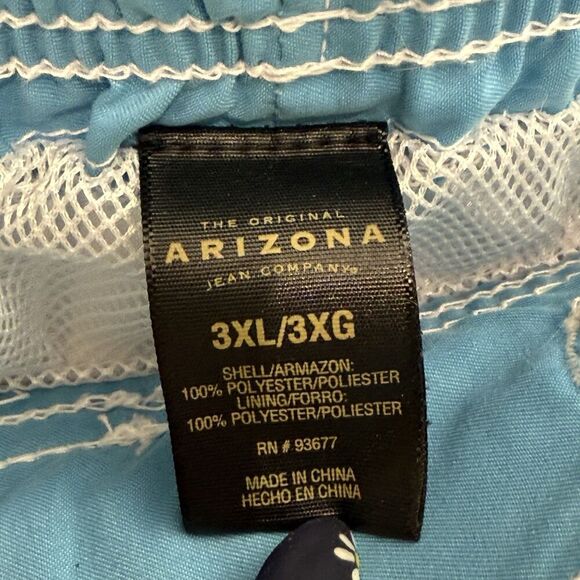 THE ORIGINAL
ARIZONA
JEAN COMPANY®
3XL/3XG
SHELL/ARMAZON:
100% POLYESTER/POLIESTER
LINING/FORRO:
100% POLYESTER/POLIESTER
RN # 93677
MADE IN CHINA
HECHO EN CHINA